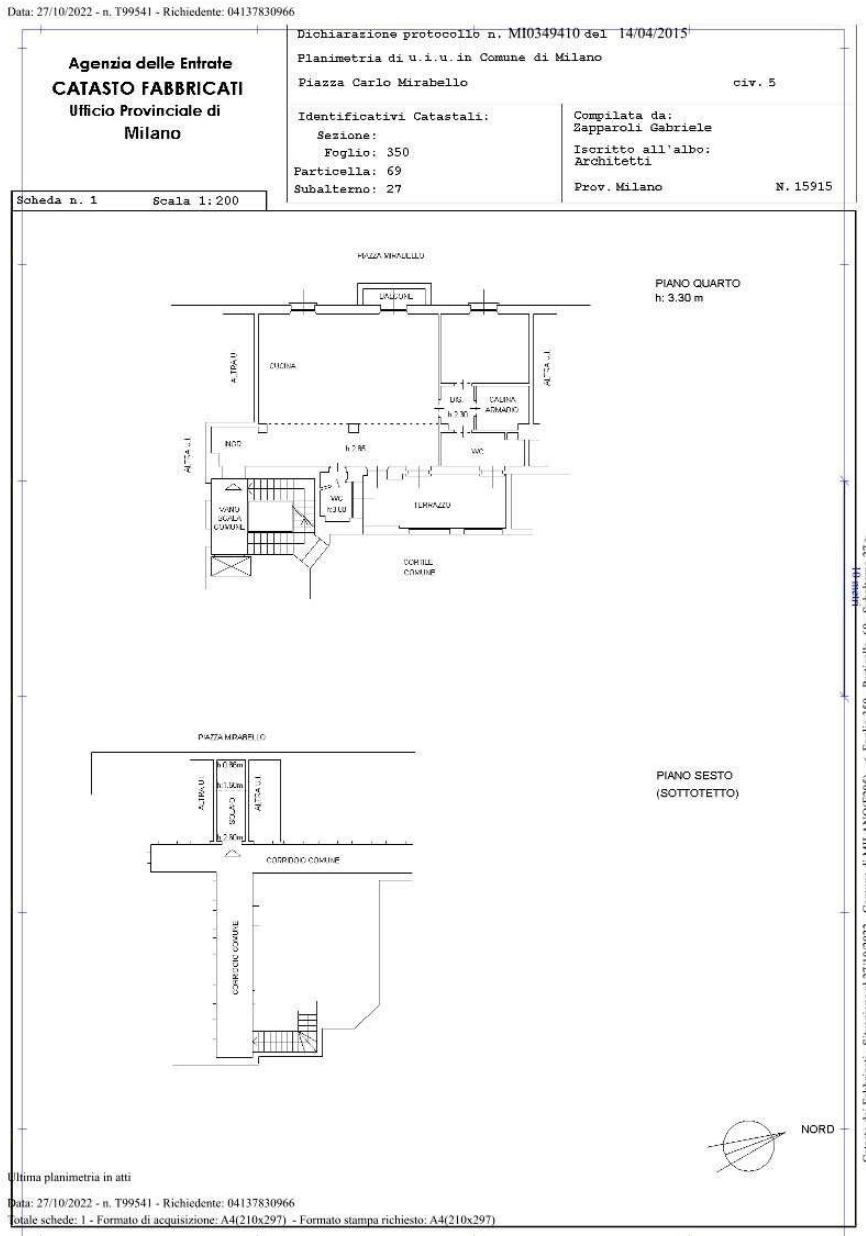 Data: 27/10/2022 - n. T99541 - Richiedente: 04137830966
Agenzia delle Entrate
CATASTO FABBRICATI
Ufficio Provinciale di
Milano
Dichiarazione protocollo n. MI0349410 del 14/04/2015
Planimetria di u.i.u. in Comune di Milano
Piazza Carlo Mirabello civ. 5
Identificativi Catastali:
Sezione:
Foglio: 350
Particella: 69
Subalterno: 27
Compilata da:
Zapparoli Gabriele
Iscritto all'albo:
Architetti
Prov. Milano N. 15915
Scheda n. 1 Scala 1:200
PIAZZA MIRABELLO
BALCONE
PIANO QUARTO
h: 3.30 m
ALTRA U.I.
CUCINA
ALTRA U.I.
DIS.
CABINA
ARMADIO
ALTRA U.I.
INGR.
WC
WC
TERRAZZO
VANO
SCALA
COMUNE
CORTILE
COMUNE
10 metri
PIAZZA MIRABELLO
PIANO SESTO
(SOTTOTETTO)
ALTRA U.I.
SOLAIO
ALTRA U.I.
CORRIDOIO COMUNE
CORRIDOIO COMUNE
NORD
Ultima planimetria in atti
Data: 27/10/2022 - n. T99541 - Richiedente: 04137830966
Totale schede: 1 - Formato di acquisizione: A4(210x297) - Formato stampa richiesto: A4(210x297)